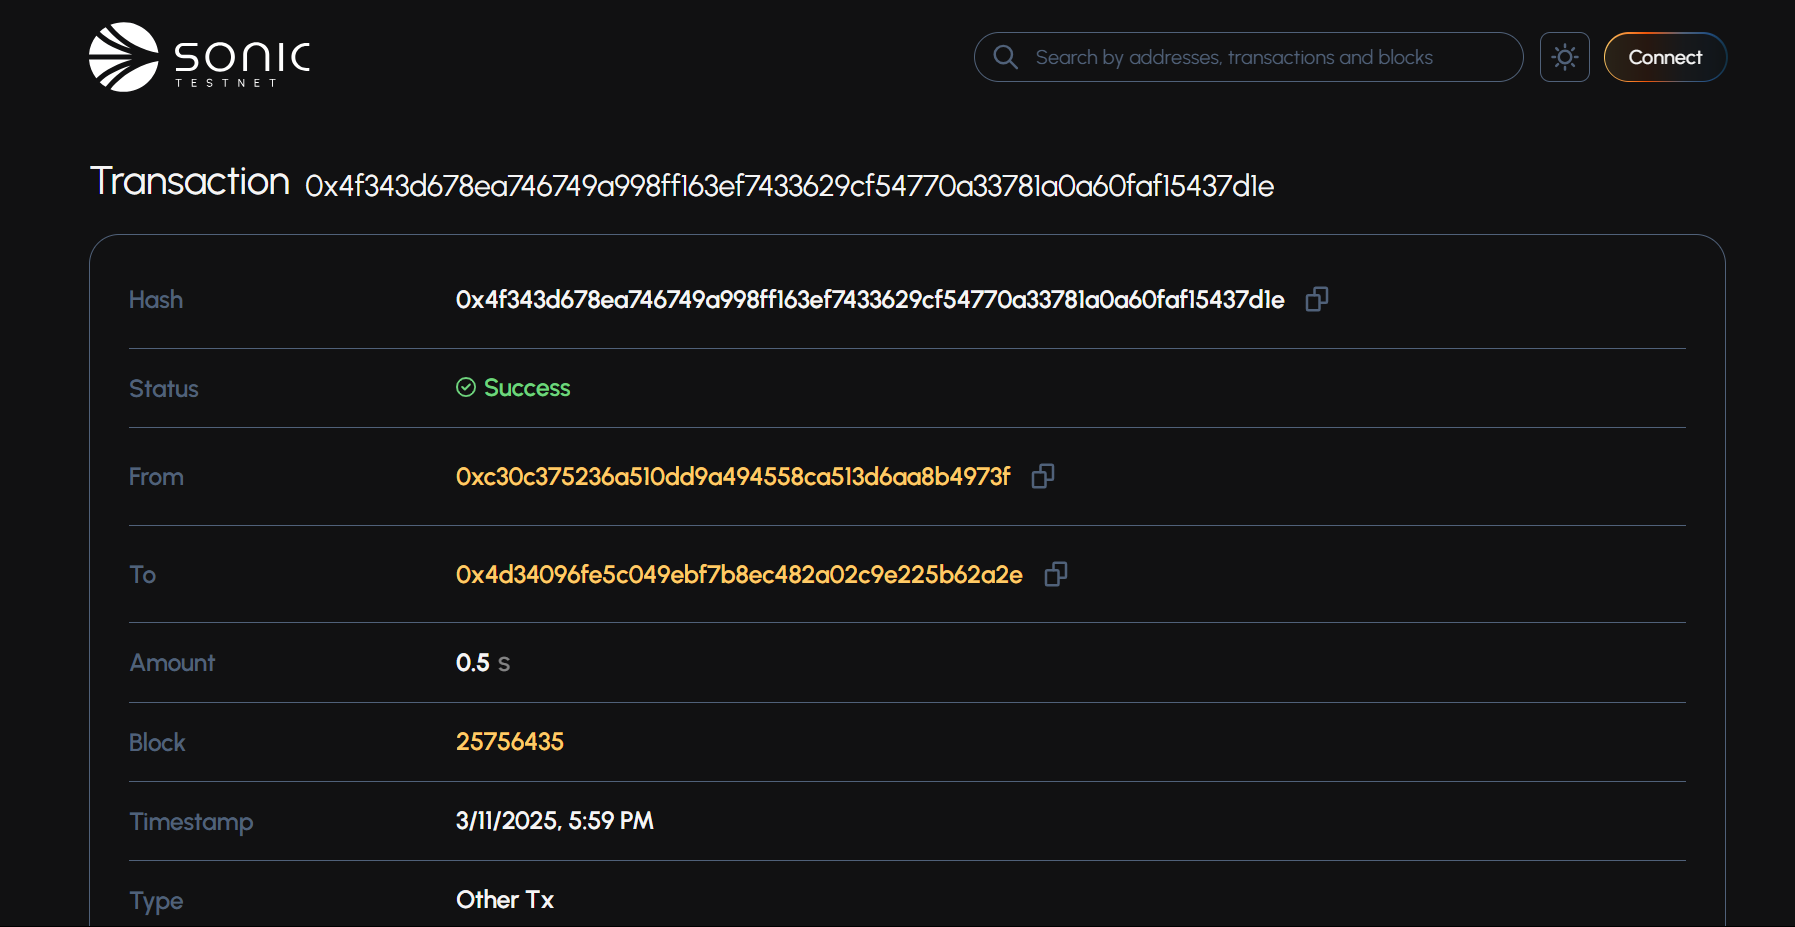 SONIC
TESTNET
Search by addresses, transactions and blocks
Connect
Transaction 0x4f343d678ea746749a998ff163ef7433629cf54770a33781a0a60faf15437d1e
Hash 0x4f343d678ea746749a998ff163ef7433629cf54770a33781a0a60faf15437d1e
Status Success
From 0xc30c375236a510dd9a494558ca513d6aa8b4973f
To 0x4d34096fe5c049ebf7b8ec482a02c9e225b62a2e
Amount 0.5 S
Block 25756435
Timestamp 3/11/2025, 5:59 PM
Type Other Tx